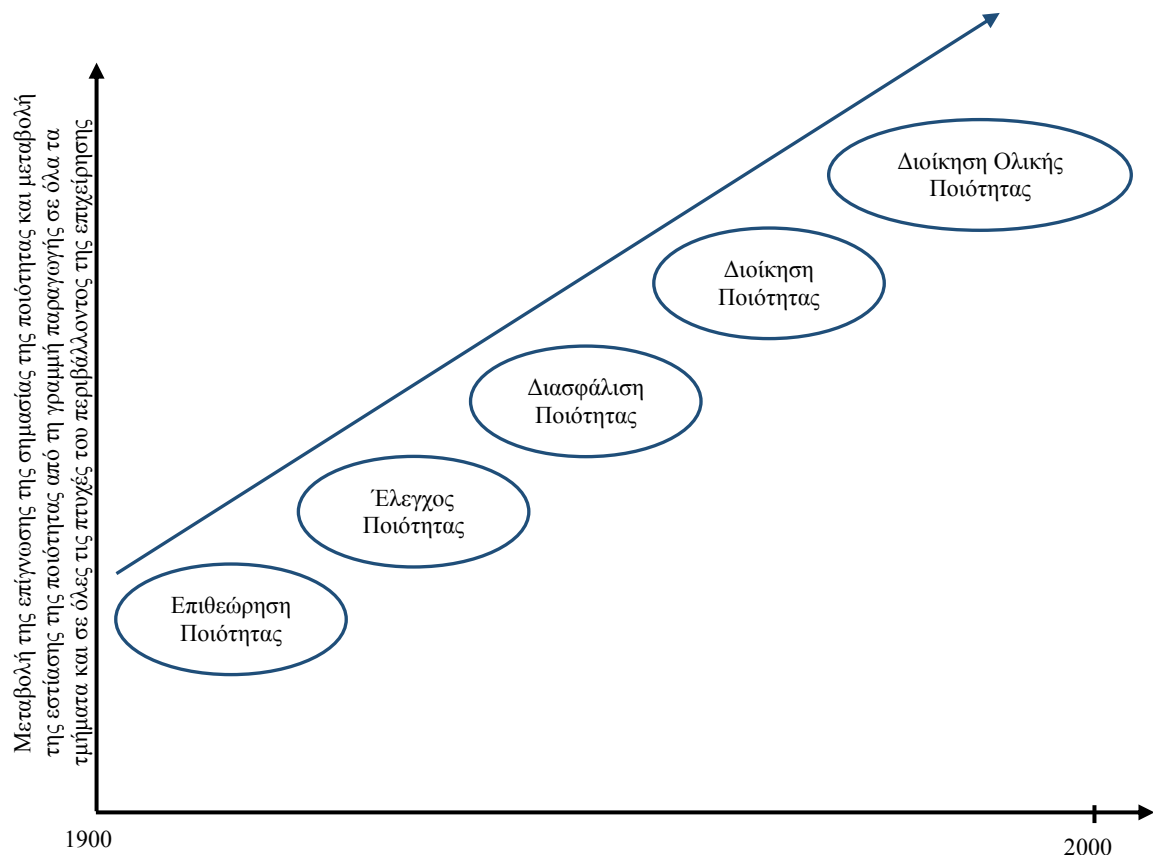 Μεταβολή της επίγνωσης της σημασίας της ποιότητας και μεταβολή
της εστίασης της ποιότητας από τη γραμμή παραγωγής σε όλα τα
τμήματα και σε όλες τις πτυχές του περιβάλλοντος της επιχείρησης
Διοίκηση Ολικής
Ποιότητας
Διοίκηση
Ποιότητας
Διασφάλιση
Ποιότητας
Έλεγχος
Ποιότητας
Επιθεώρηση
Ποιότητας
1900
2000